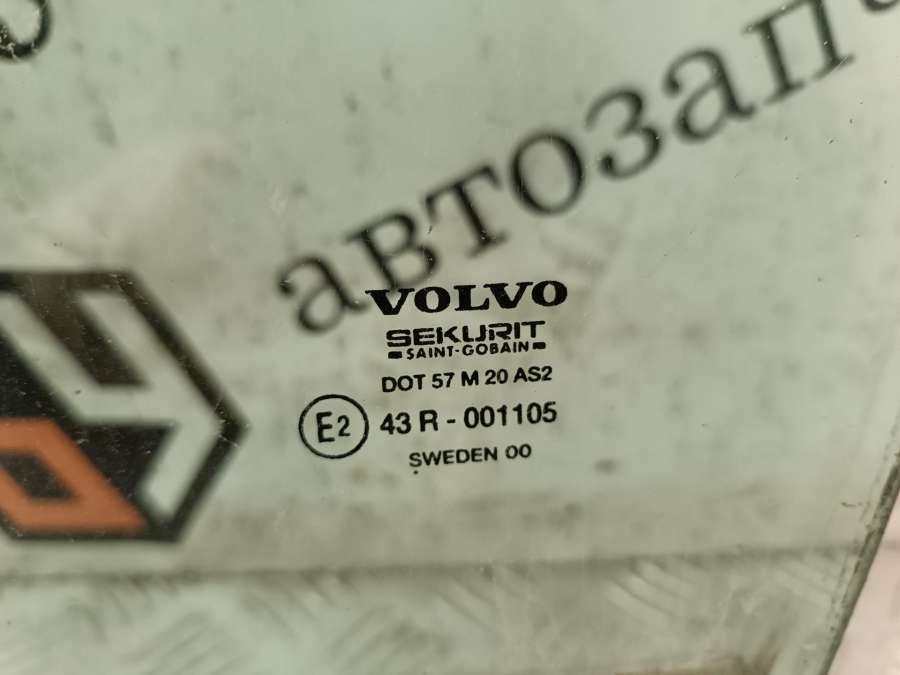 автозап
VOLVO
SEKURIT
SAINT-GOBAIN
DOT 57 M 20 AS2
E2 43 R - 001105
SWEDEN 00